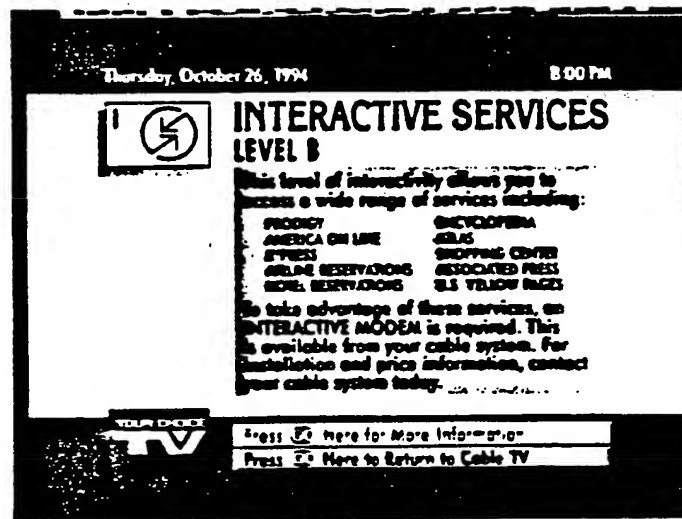 Thursday, October 26, 1994 8:00 PM
INTERACTIVE SERVICES
LEVEL B
This level of interactivity allows you to
access a wide range of services including:
PRODIGY ENCYCLOPEDIA
AMERICA ON LINE ATLAS
X*PRESS SHOPPING CENTER
AIRLINE RESERVATIONS ASSOCIATED PRESS
HOTEL RESERVATIONS U.S. YELLOW PAGES
To take advantage of these services, an
INTERACTIVE MODEM is required. This
is available from your cable system. For
installation and price information, contact
your cable system today.
YOUR CHOICE
TV
Press Here for More Information
Press Here to Return to Cable TV